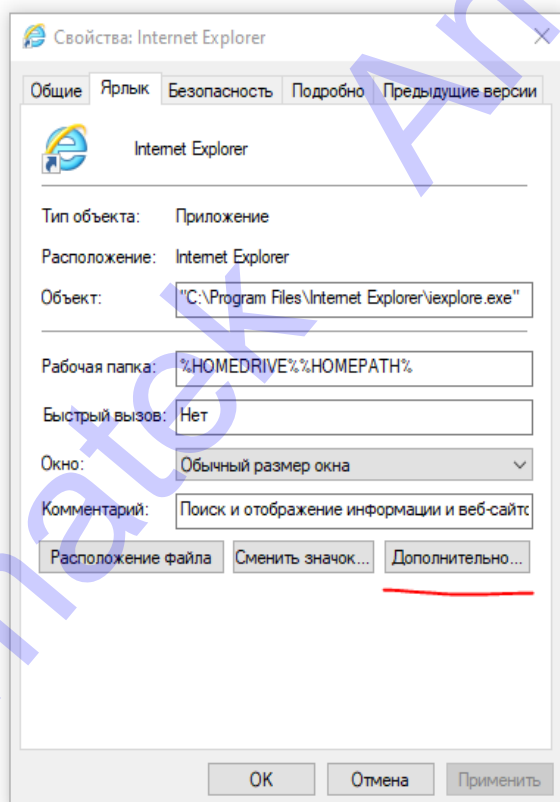 Свойства: Internet Explorer
Общие Ярлык Безопасность Подробно Предыдущие версии
Internet Explorer
Тип объекта: Приложение
Расположение: Internet Explorer
Объект: "C:\Program Files\Internet Explorer\iexplore.exe"
Рабочая папка: %HOMEDRIVE%%HOMEPATH%
Быстрый вызов: Нет
Окно: Обычный размер окна
Комментарий: Поиск и отображение информации и веб-сайто
Расположение файла Сменить значок... Дополнительно...
OK Отмена Применить